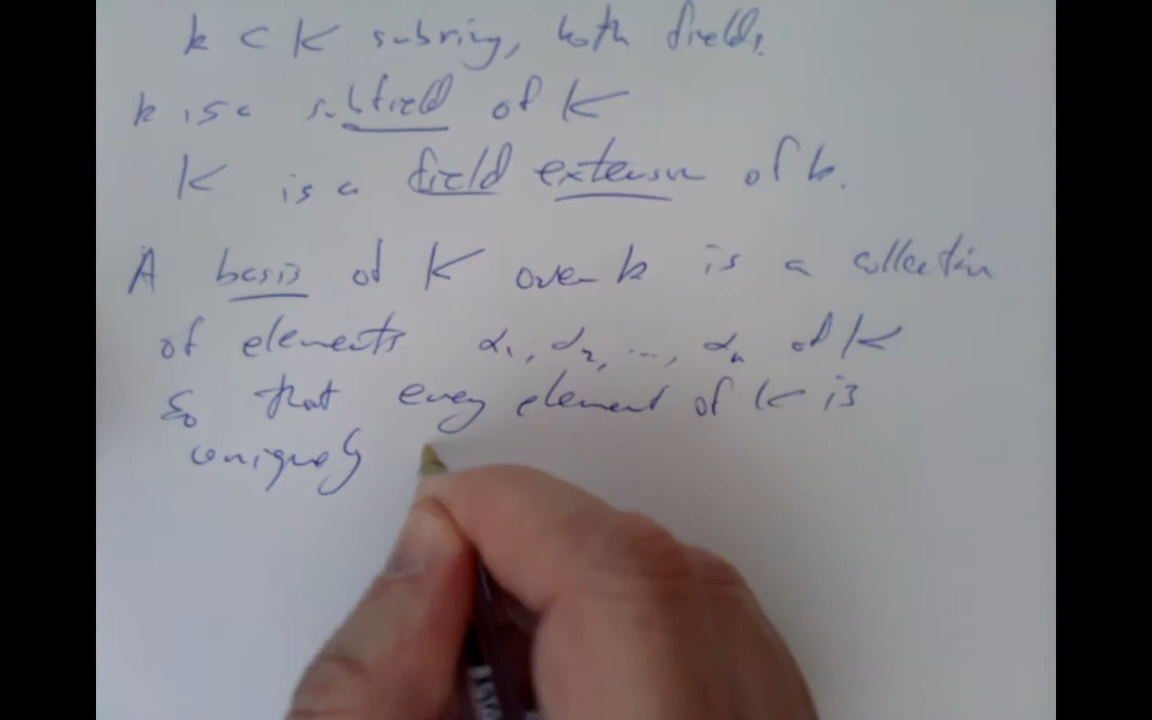 k ⊂ K subring, both fields.
k is a subfield of K
K is a field extension of k.
A basis of K over k is a collection
of elements α₁, α₂, ..., αₙ of K
so that every element of K is
uniquely